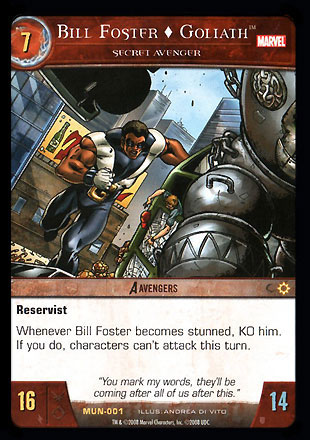 7
BILL FOSTER ♦ GOLIATH™
MARVEL
SECRET AVENGER
AVENGERS
Reservist
Whenever Bill Foster becomes stunned, KO him.
If you do, characters can't attack this turn.
"You mark my words, they'll be
coming after all of us after this."
16
MUN-001 ILLUS: ANDREA DI VITO
14
TM & ©2008 Marvel Characters, Inc. ©2008 UDC.